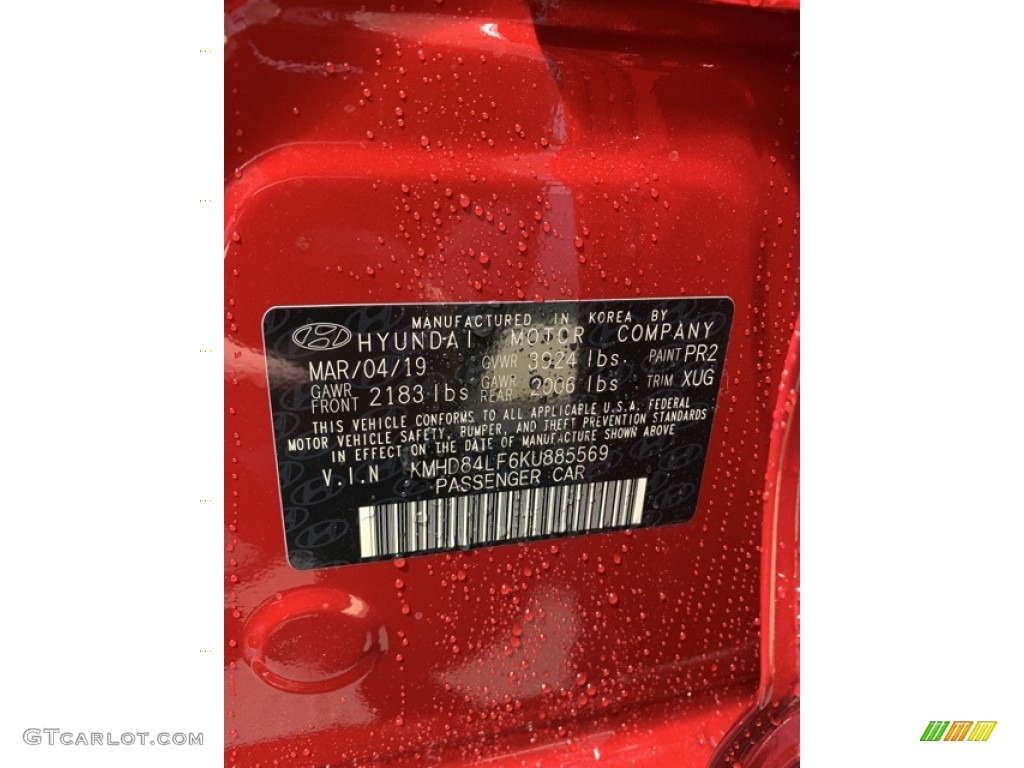 MANUFACTURED IN KOREA BY
HYUNDAI MOTOR COMPANY
MAR/04/19 GVWR 3924 lbs. PAINT PR2
GAWR FRONT 2183 lbs GAWR REAR 2006 lbs TRIM XUG
THIS VEHICLE CONFORMS TO ALL APPLICABLE U.S.A. FEDERAL
MOTOR VEHICLE SAFETY, BUMPER, AND THEFT PREVENTION STANDARDS
IN EFFECT ON THE DATE OF MANUFACTURE SHOWN ABOVE
V.I.N KMHD84LF6KU885569
PASSENGER CAR
GTCARLOT.COM